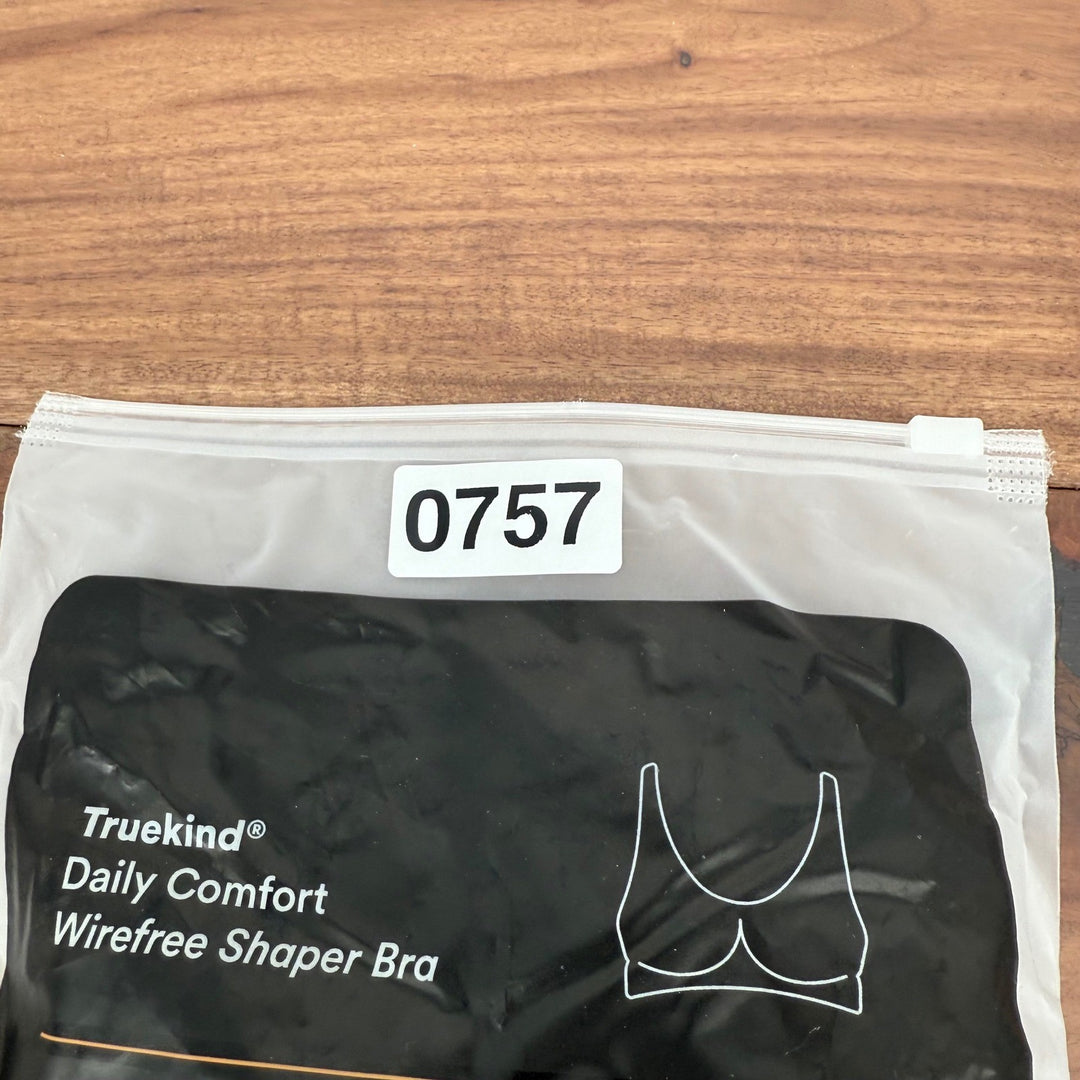 0757
Truekind®
Daily Comfort
Wirefree Shaper Bra